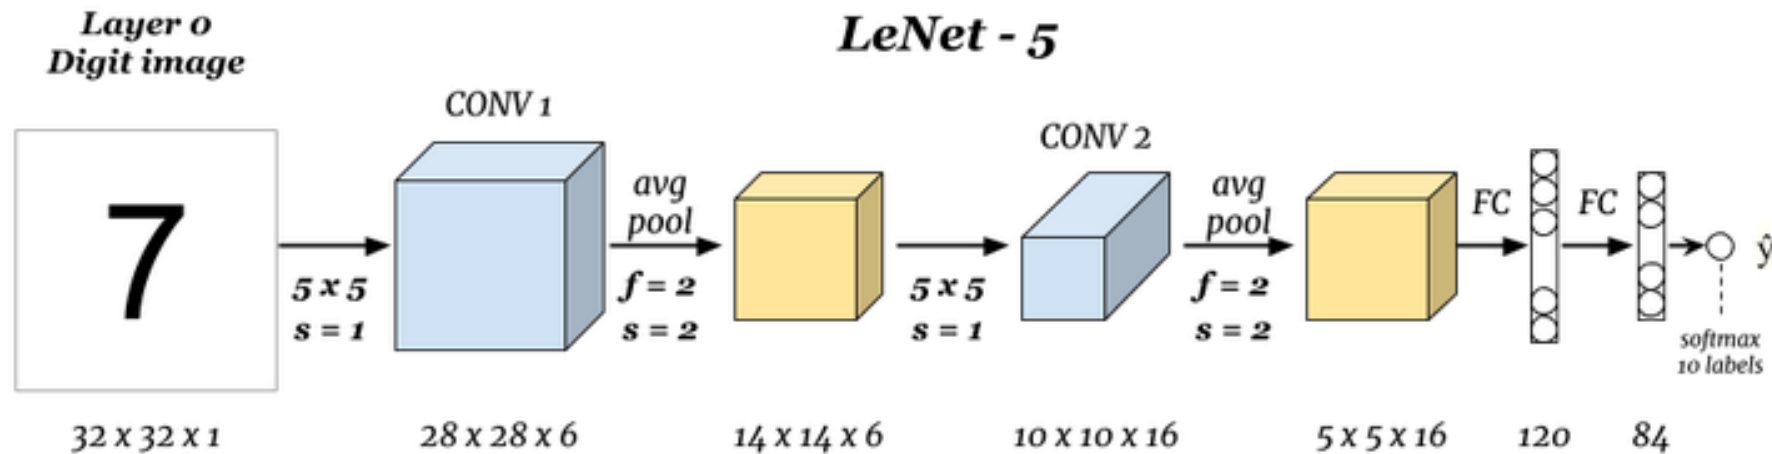 Layer 0
Digit image
LeNet - 5
7
5 x 5
s = 1
CONV 1
avg
pool
f = 2
s = 2
5 x 5
s = 1
CONV 2
avg
pool
f = 2
s = 2
FC
FC
ŷ
softmax
10 labels
32 x 32 x 1
28 x 28 x 6
14 x 14 x 6
10 x 10 x 16
5 x 5 x 16
120
84